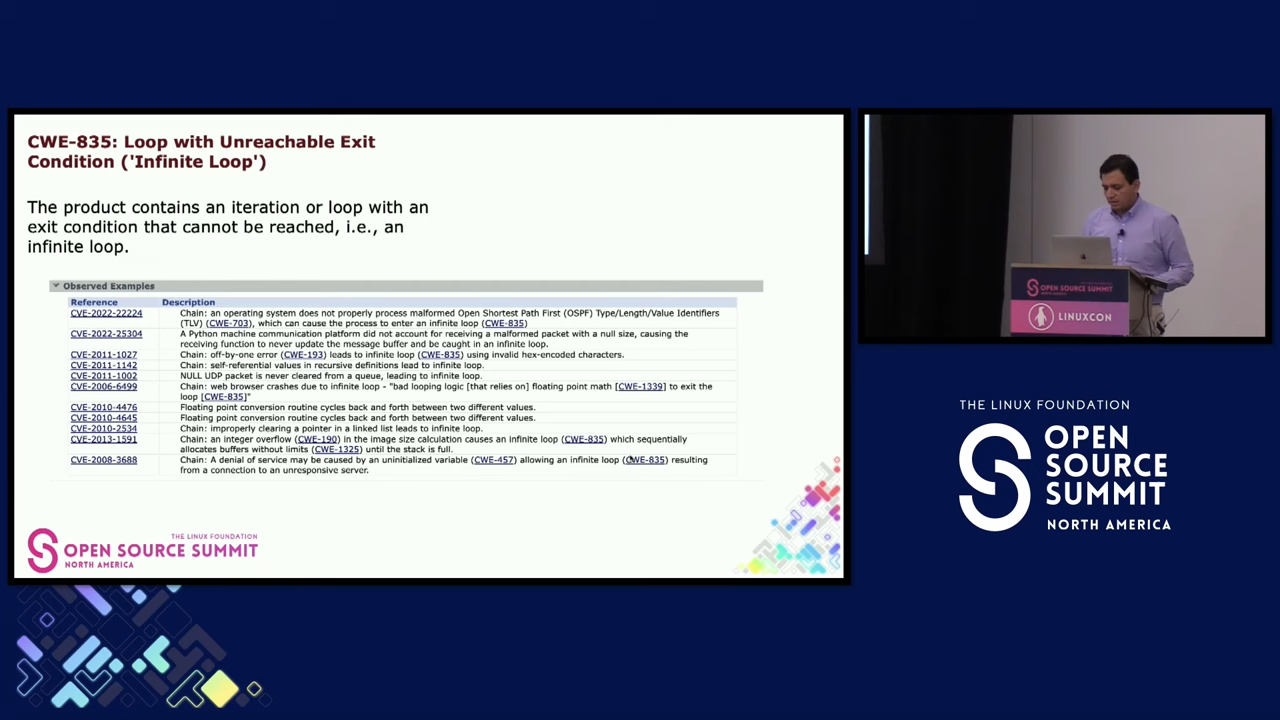 CWE-835: Loop with Unreachable Exit
Condition ('Infinite Loop')
The product contains an iteration or loop with an
exit condition that cannot be reached, i.e., an
infinite loop.
Observed Examples
Reference Description
CVE-2022-22224 Chain: an operating system does not properly process malformed Open Shortest Path First (OSPF) Type/Length/Value Identifiers
(TLV) (CWE-703), which can cause the process to enter an infinite loop (CWE-835)
CVE-2022-25304 A Python machine communication platform did not account for receiving a malformed packet with a null size, causing the
receiving function to never update the message buffer and be caught in an infinite loop.
CVE-2011-1027 Chain: off-by-one error (CWE-193) leads to infinite loop (CWE-835) using invalid hex-encoded characters.
CVE-2011-1142 Chain: self-referential values in recursive definitions lead to infinite loop.
CVE-2011-1002 NULL UDP packet is never cleared from a queue, leading to infinite loop.
CVE-2006-6499 Chain: web browser crashes due to infinite loop - "bad looping logic [that relies on] floating point math [CWE-1339] to exit the
loop [CWE-835]"
CVE-2010-4476 Floating point conversion routine cycles back and forth between two different values.
CVE-2010-4645 Floating point conversion routine cycles back and forth between two different values.
CVE-2010-2534 Chain: improperly clearing a pointer in a linked list leads to infinite loop.
CVE-2013-1591 Chain: an integer overflow (CWE-190) in the image size calculation causes an infinite loop (CWE-835) which sequentially
allocates buffers without limits (CWE-1325) until the stack is full.
CVE-2008-3688 Chain: A denial of service may be caused by an uninitialized variable (CWE-457) allowing an infinite loop (CWE-835) resulting
from a connection to an unresponsive server.
THE LINUX FOUNDATION
OPEN SOURCE SUMMIT
NORTH AMERICA
OPEN SOURCE SUMMIT
NORTH AMERICA
LINUXCON
THE LINUX FOUNDATION
OPEN
SOURCE
SUMMIT
NORTH AMERICA